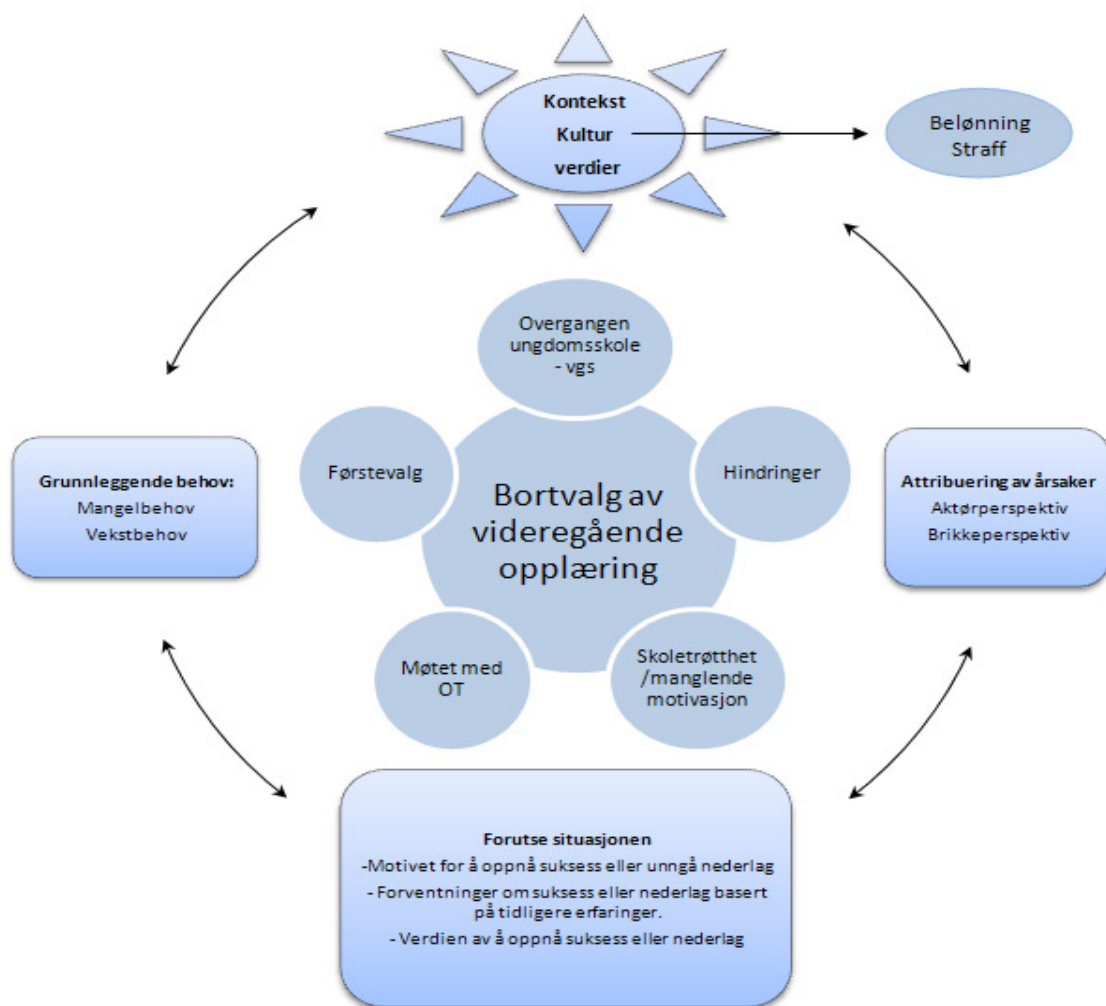 Kontekst
Kultur
verdier
Belønning
Straff
Overgangen
ungdomsskole
- vgs
Førstevalg
Hindringer
Grunnleggende behov:
Mangelbehov
Vekstbehov
Bortvalg av
videregående
opplæring
Attribuering av årsaker
Aktørperspektiv
Brikkeperspektiv
Møtet med
OT
Skoletrøtthet
/manglende
motivasjon
Forutse situasjonen
-Motivet for å oppnå suksess eller unngå nederlag
- Forventninger om suksess eller nederlag basert
på tidligere erfaringer.
- Verdien av å oppnå suksess eller nederlag